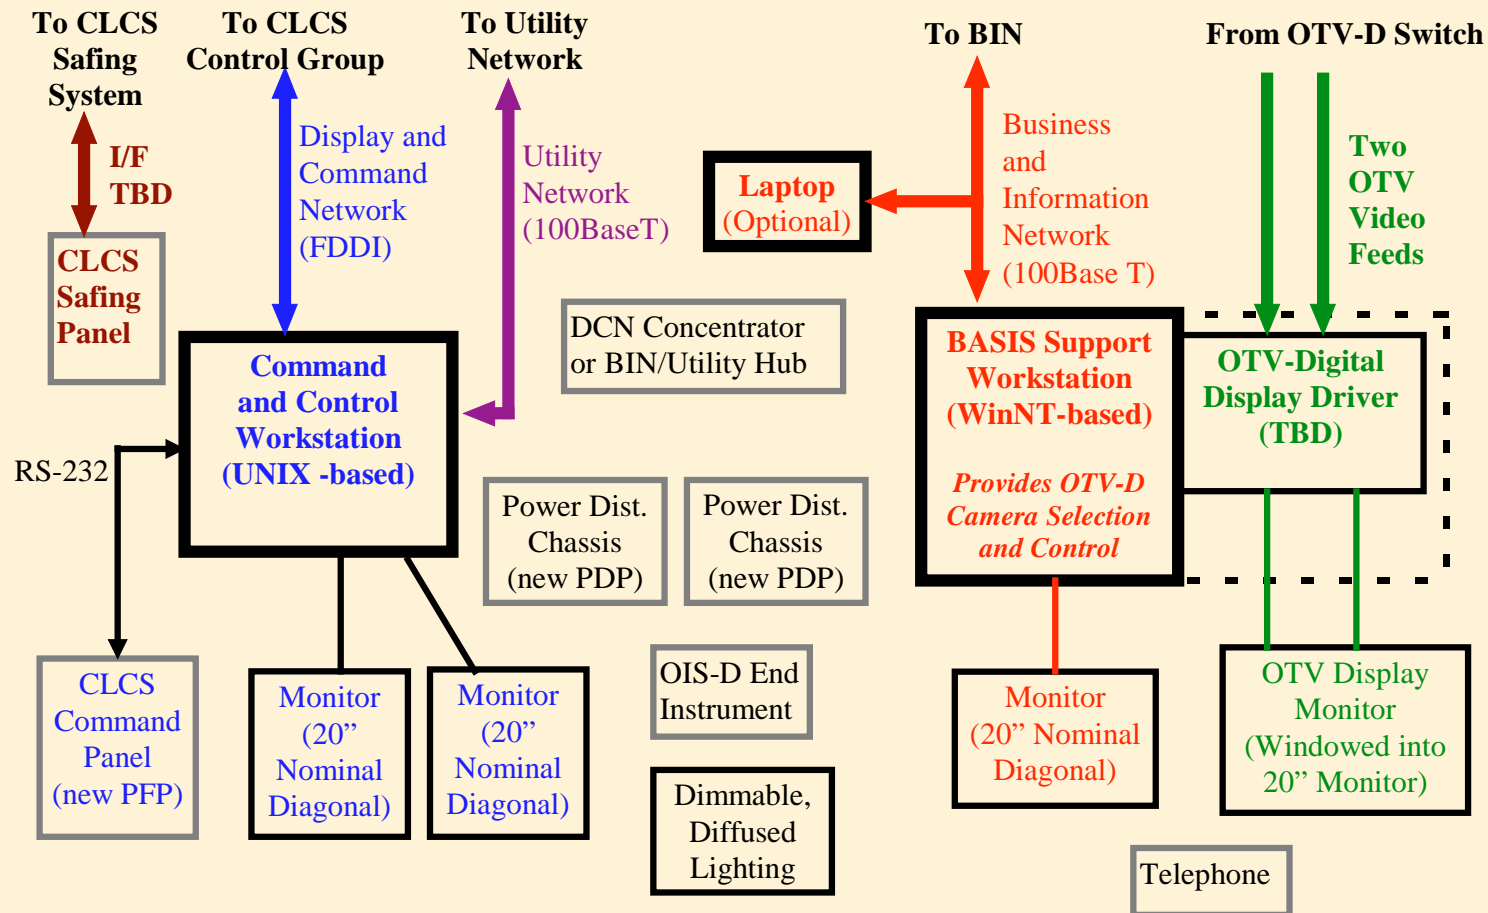 To CLCS
Safing
System
To CLCS
Control Group
To Utility
Network
To BIN
From OTV-D Switch
I/F
TBD
Display and
Command
Network
(FDDI)
Utility
Network
(100BaseT)
Laptop
(Optional)
Business
and
Information
Network
(100Base T)
Two
OTV
Video
Feeds
CLCS
Safing
Panel
Command
and Control
Workstation
(UNIX -based)
DCN Concentrator
or BIN/Utility Hub
BASIS Support
Workstation
(WinNT-based)
Provides OTV-D
Camera Selection
and Control
OTV-Digital
Display Driver
(TBD)
RS-232
Power Dist.
Chassis
(new PDP)
Power Dist.
Chassis
(new PDP)
CLCS
Command
Panel
(new PFP)
Monitor
(20”
Nominal
Diagonal)
Monitor
(20”
Nominal
Diagonal)
OIS-D End
Instrument
Dimmable,
Diffused
Lighting
Monitor
(20” Nominal
Diagonal)
OTV Display
Monitor
(Windowed into
20” Monitor)
Telephone